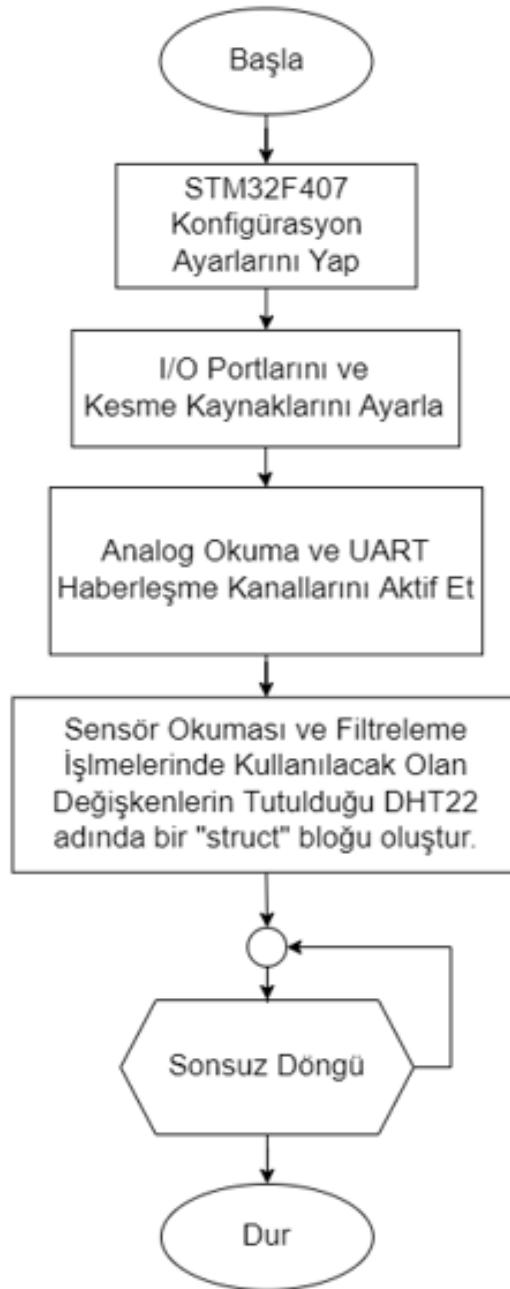 Başla
STM32F407
Konfigürasyon
Ayarlarını Yap
I/O Portlarını ve
Kesme Kaynaklarını Ayarla
Analog Okuma ve UART
Haberleşme Kanallarını Aktif Et
Sensör Okuması ve Filtreleme
İşlmelerinde Kullanılacak Olan
Değişkenlerin Tutulduğu DHT22
adında bir "struct" bloğu oluştur.
Sonsuz Döngü
Dur